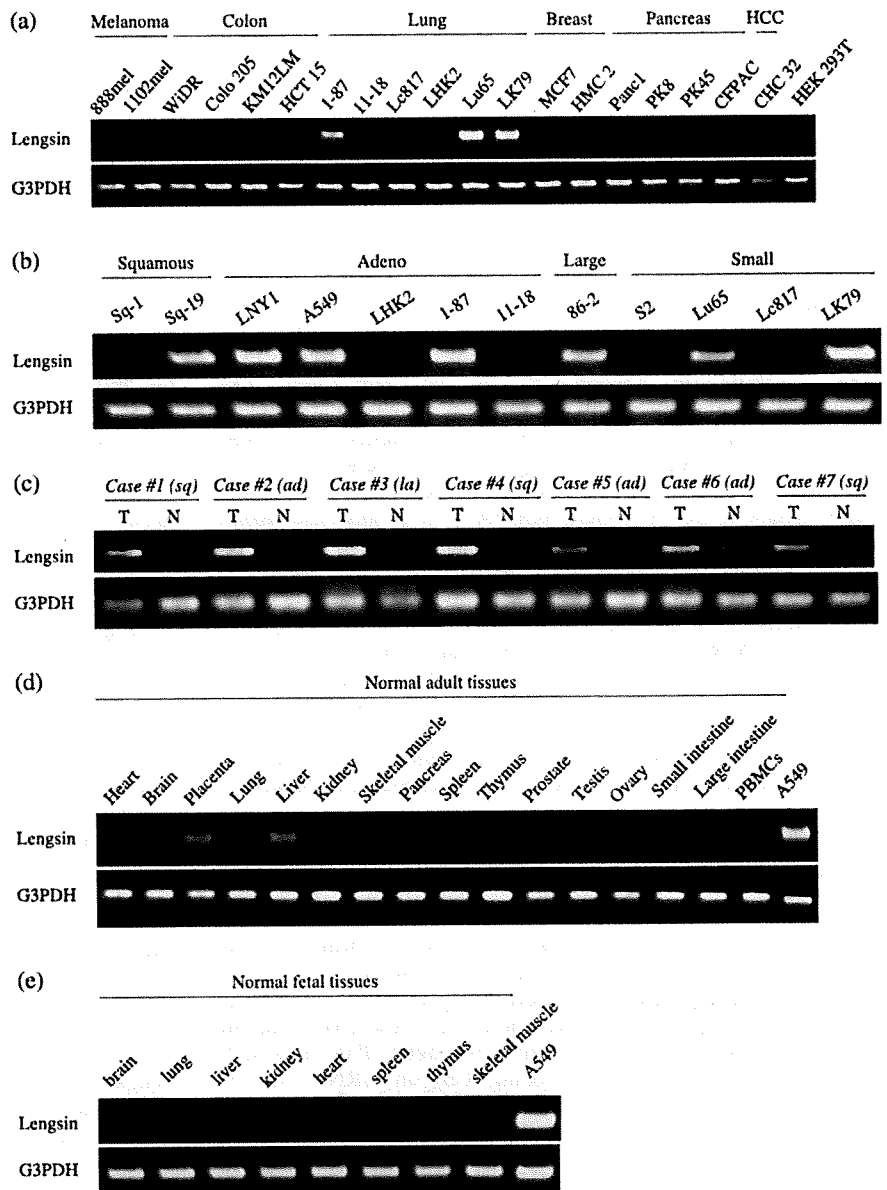 (a)
Melanoma Colon Lung Breast Pancreas HCC
888mel 1102mel WiDR Colo 205 KM12LM HCT 15 1-87 11-18 Lc817 LHK2 Lu65 LK79 MCF7 HMC 2 Panc1 PK8 PK45 CFPAC CHC 32 HEK 293T
Lengsin
G3PDH
(b)
Squamous Adeno Large Small
Sq-1 Sq-19 LNY1 A549 LHK2 1-87 11-18 86-2 S2 Lu65 Lc817 LK79
Lengsin
G3PDH
(c)
Case #1 (sq) Case #2 (ad) Case #3 (la) Case #4 (sq) Case #5 (ad) Case #6 (ad) Case #7 (sq)
T N T N T N T N T N T N T N
Lengsin
G3PDH
(d)
Normal adult tissues
Heart Brain Placenta Lung Liver Kidney Skeletal muscle Pancreas Spleen Thymus Prostate Testis Ovary Small intestine Large intestine PBMCs A549
Lengsin
G3PDH
(e)
Normal fetal tissues
brain lung liver kidney heart spleen thymus skeletal muscle A549
Lengsin
G3PDH